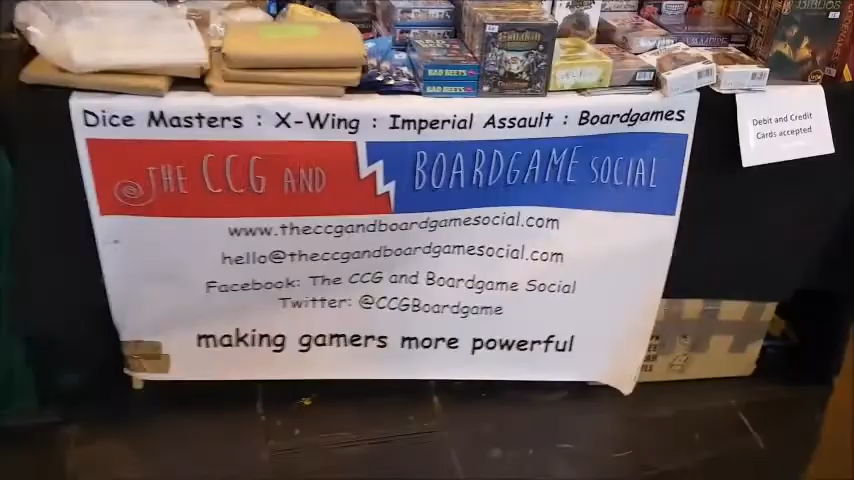 BIBLIOS
BAD BEETS
BAD BEETS
Dice Masters : X-Wing : Imperial Assault : Boardgames
THE CCG AND BOARDGAME SOCIAL
Debit and Credit
Cards accepted
www.theccgandboardgamesocial.com
hello@theccgandboardgamesocial.com
Facebook: The CCG and Boardgame Social
Twitter: @CCGBoardgame
making gamers more powerful